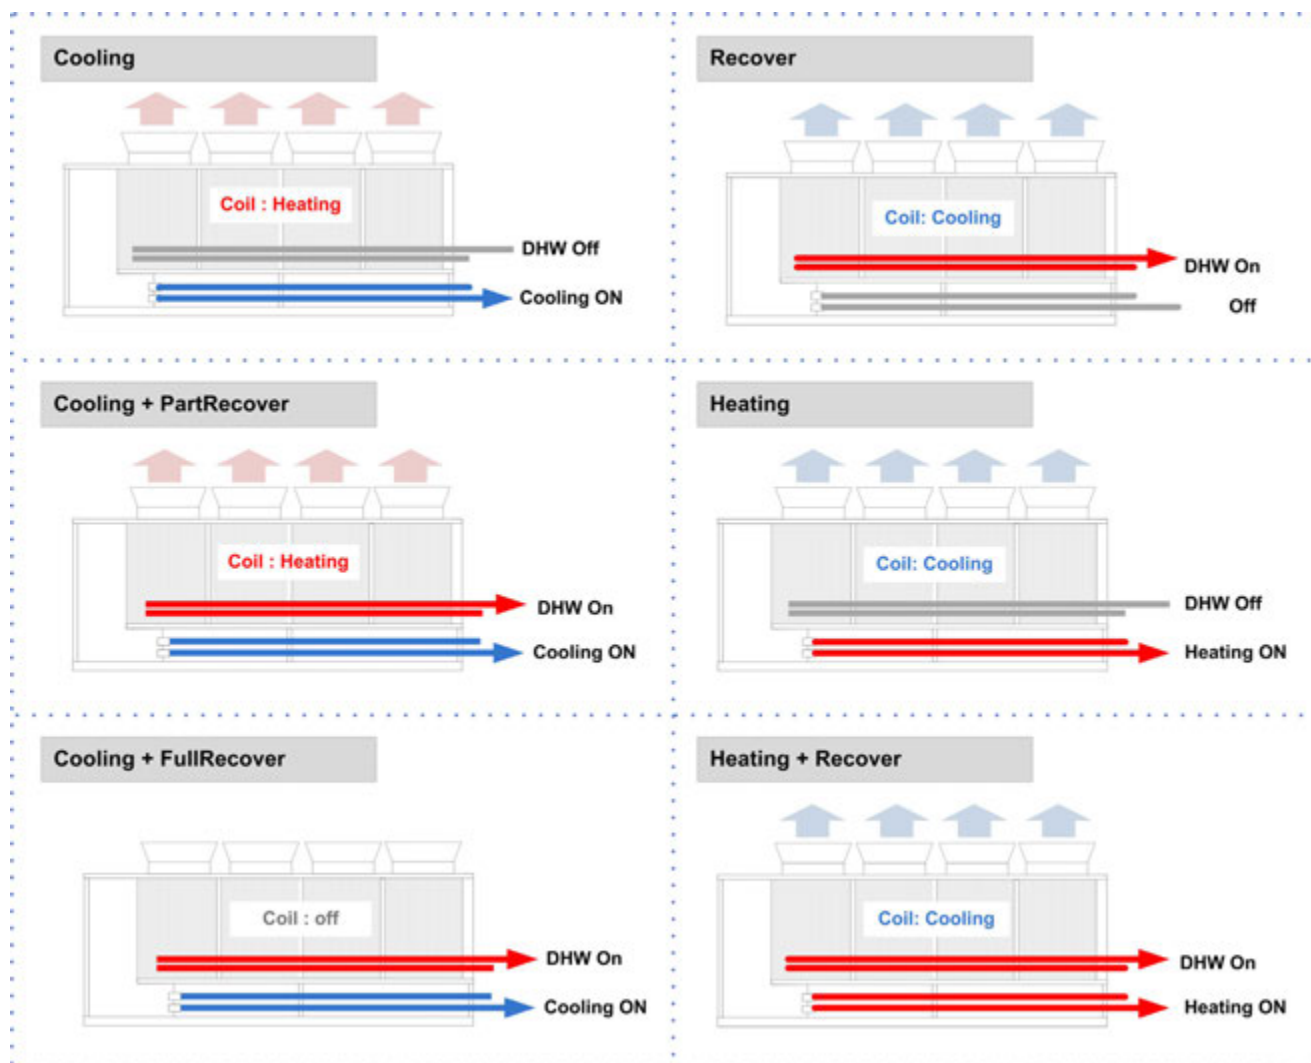 Cooling
Coil : Heating
DHW Off
Cooling ON
Recover
Coil: Cooling
DHW On
Off
Cooling + PartRecover
Coil : Heating
DHW On
Cooling ON
Heating
Coil: Cooling
DHW Off
Heating ON
Cooling + FullRecover
Coil : off
DHW On
Cooling ON
Heating + Recover
Coil: Cooling
DHW On
Heating ON